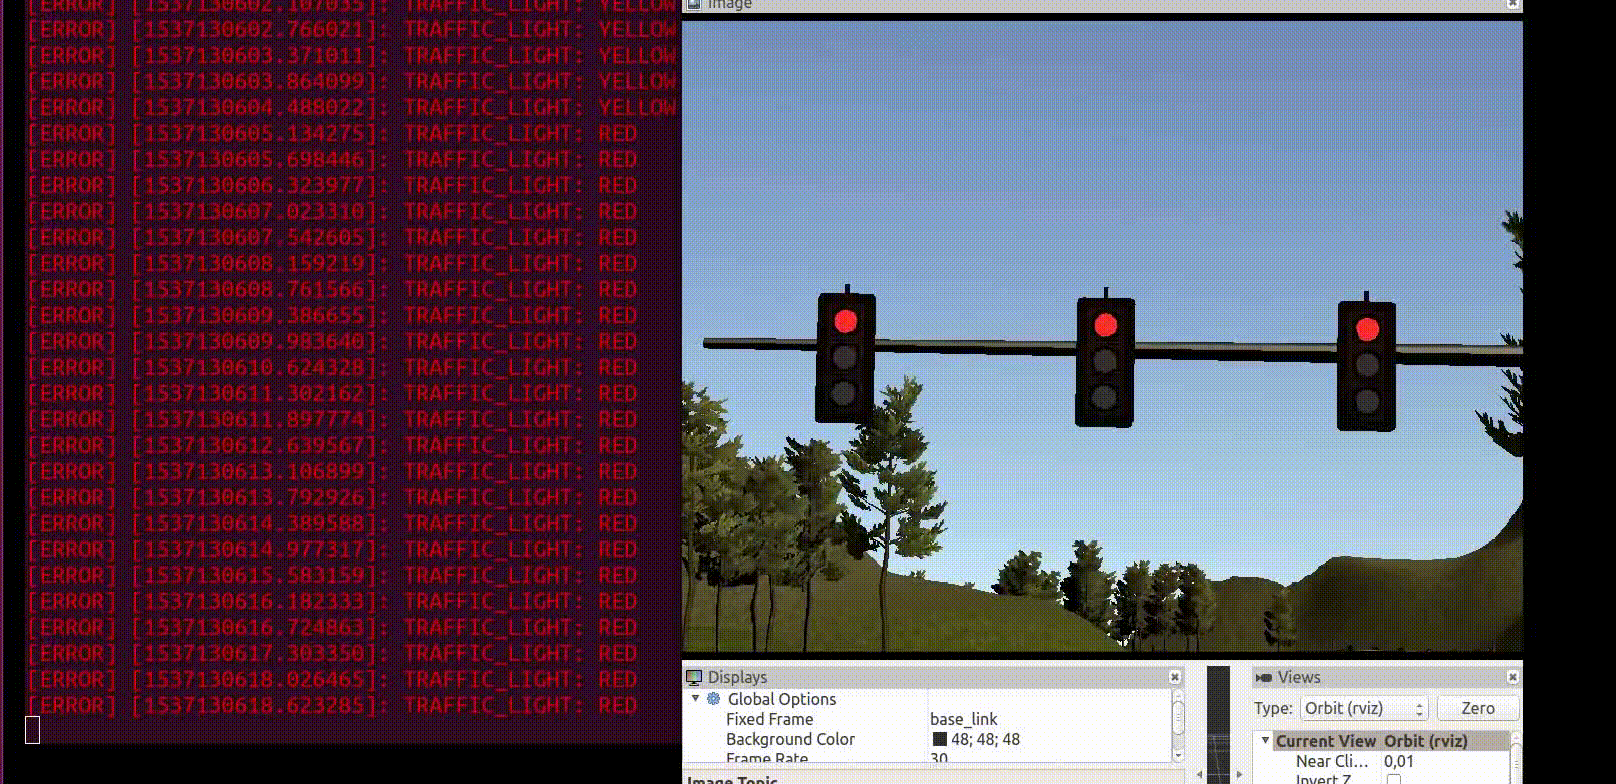 [ERROR] [1537130602.107035]: TRAFFIC_LIGHT: YELLOW
[ERROR] [1537130602.766021]: TRAFFIC_LIGHT: YELLOW
[ERROR] [1537130603.371011]: TRAFFIC_LIGHT: YELLOW
[ERROR] [1537130603.864099]: TRAFFIC_LIGHT: YELLOW
[ERROR] [1537130604.488022]: TRAFFIC_LIGHT: YELLOW
[ERROR] [1537130605.134275]: TRAFFIC_LIGHT: RED
[ERROR] [1537130605.698446]: TRAFFIC_LIGHT: RED
[ERROR] [1537130606.323977]: TRAFFIC_LIGHT: RED
[ERROR] [1537130607.023310]: TRAFFIC_LIGHT: RED
[ERROR] [1537130607.542605]: TRAFFIC_LIGHT: RED
[ERROR] [1537130608.159219]: TRAFFIC_LIGHT: RED
[ERROR] [1537130608.761566]: TRAFFIC_LIGHT: RED
[ERROR] [1537130609.386655]: TRAFFIC_LIGHT: RED
[ERROR] [1537130609.983640]: TRAFFIC_LIGHT: RED
[ERROR] [1537130610.624328]: TRAFFIC_LIGHT: RED
[ERROR] [1537130611.302162]: TRAFFIC_LIGHT: RED
[ERROR] [1537130611.897774]: TRAFFIC_LIGHT: RED
[ERROR] [1537130612.639567]: TRAFFIC_LIGHT: RED
[ERROR] [1537130613.106899]: TRAFFIC_LIGHT: RED
[ERROR] [1537130613.792926]: TRAFFIC_LIGHT: RED
[ERROR] [1537130614.389588]: TRAFFIC_LIGHT: RED
[ERROR] [1537130614.977317]: TRAFFIC_LIGHT: RED
[ERROR] [1537130615.583159]: TRAFFIC_LIGHT: RED
[ERROR] [1537130616.182333]: TRAFFIC_LIGHT: RED
[ERROR] [1537130616.724863]: TRAFFIC_LIGHT: RED
[ERROR] [1537130617.303350]: TRAFFIC_LIGHT: RED
[ERROR] [1537130618.026465]: TRAFFIC_LIGHT: RED
[ERROR] [1537130618.623285]: TRAFFIC_LIGHT: RED
Image
Displays
Global Options
Fixed Frame base_link
Background Color 48; 48; 48
Frame Rate 30
Image Topic
Views
Type: Orbit (rviz) Zero
Current View Orbit (rviz)
Near Cli... 0,01
Invert Z